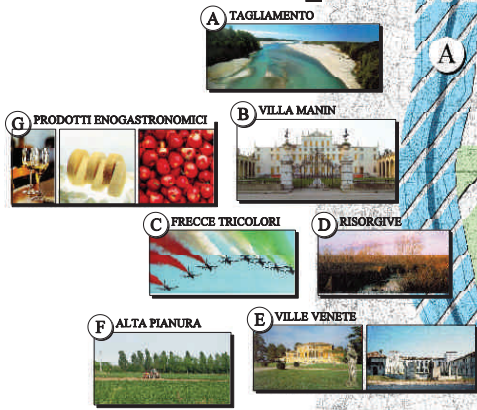 A TAGLIAMENTO
A
B VILLA MANIN
G PRODOTTI ENOGASTRONOMICI
C FRECCE TRICOLORI
D RISORGIVE
E VILLE VENETE
F ALTA PIANURA